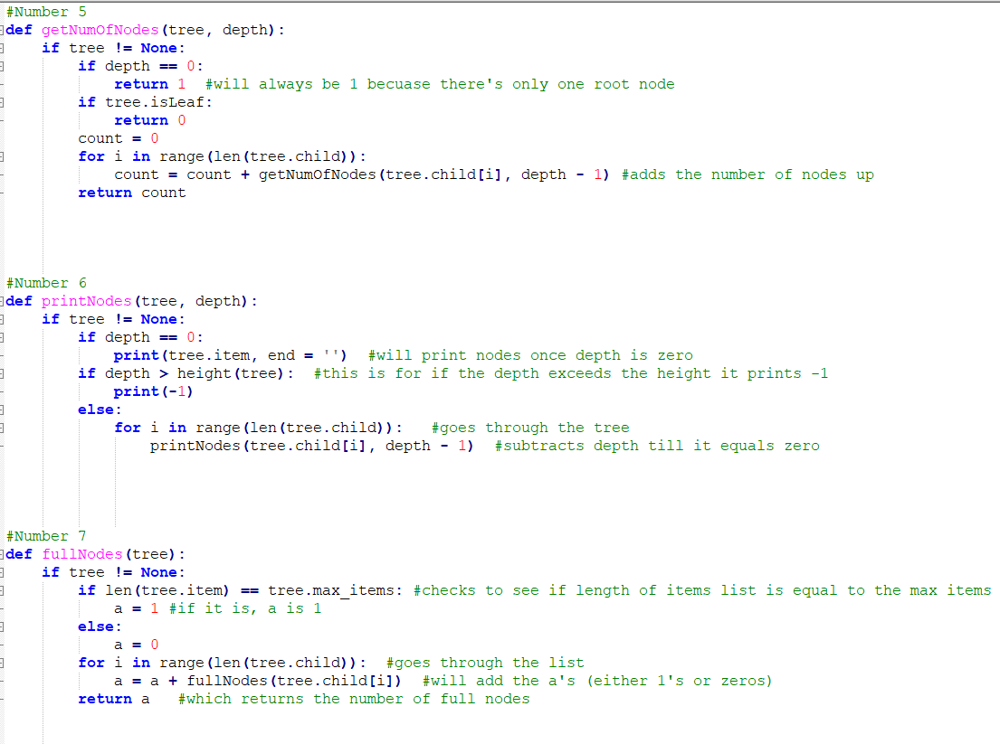 #Number 5
def getNumOfNodes(tree, depth):
    if tree != None:
        if depth == 0:
            return 1  #will always be 1 becuase there's only one root node
        if tree.isLeaf:
            return 0
        count = 0
        for i in range(len(tree.child)):
            count = count + getNumOfNodes(tree.child[i], depth - 1) #adds the number of nodes up
        return count
#Number 6
def printNodes(tree, depth):
    if tree != None:
        if depth == 0:
            print(tree.item, end = '')  #will print nodes once depth is zero
        if depth > height(tree):  #this is for if the depth exceeds the height it prints -1
            print(-1)
        else:
            for i in range(len(tree.child)):   #goes through the tree
                printNodes(tree.child[i], depth - 1)  #subtracts depth till it equals zero
#Number 7
def fullNodes(tree):
    if tree != None:
        if len(tree.item) == tree.max_items: #checks to see if length of items list is equal to the max items
            a = 1 #if it is, a is 1
        else:
            a = 0
        for i in range(len(tree.child)):  #goes through the list
            a = a + fullNodes(tree.child[i])  #will add the a's (either 1's or zeros)
        return a   #which returns the number of full nodes